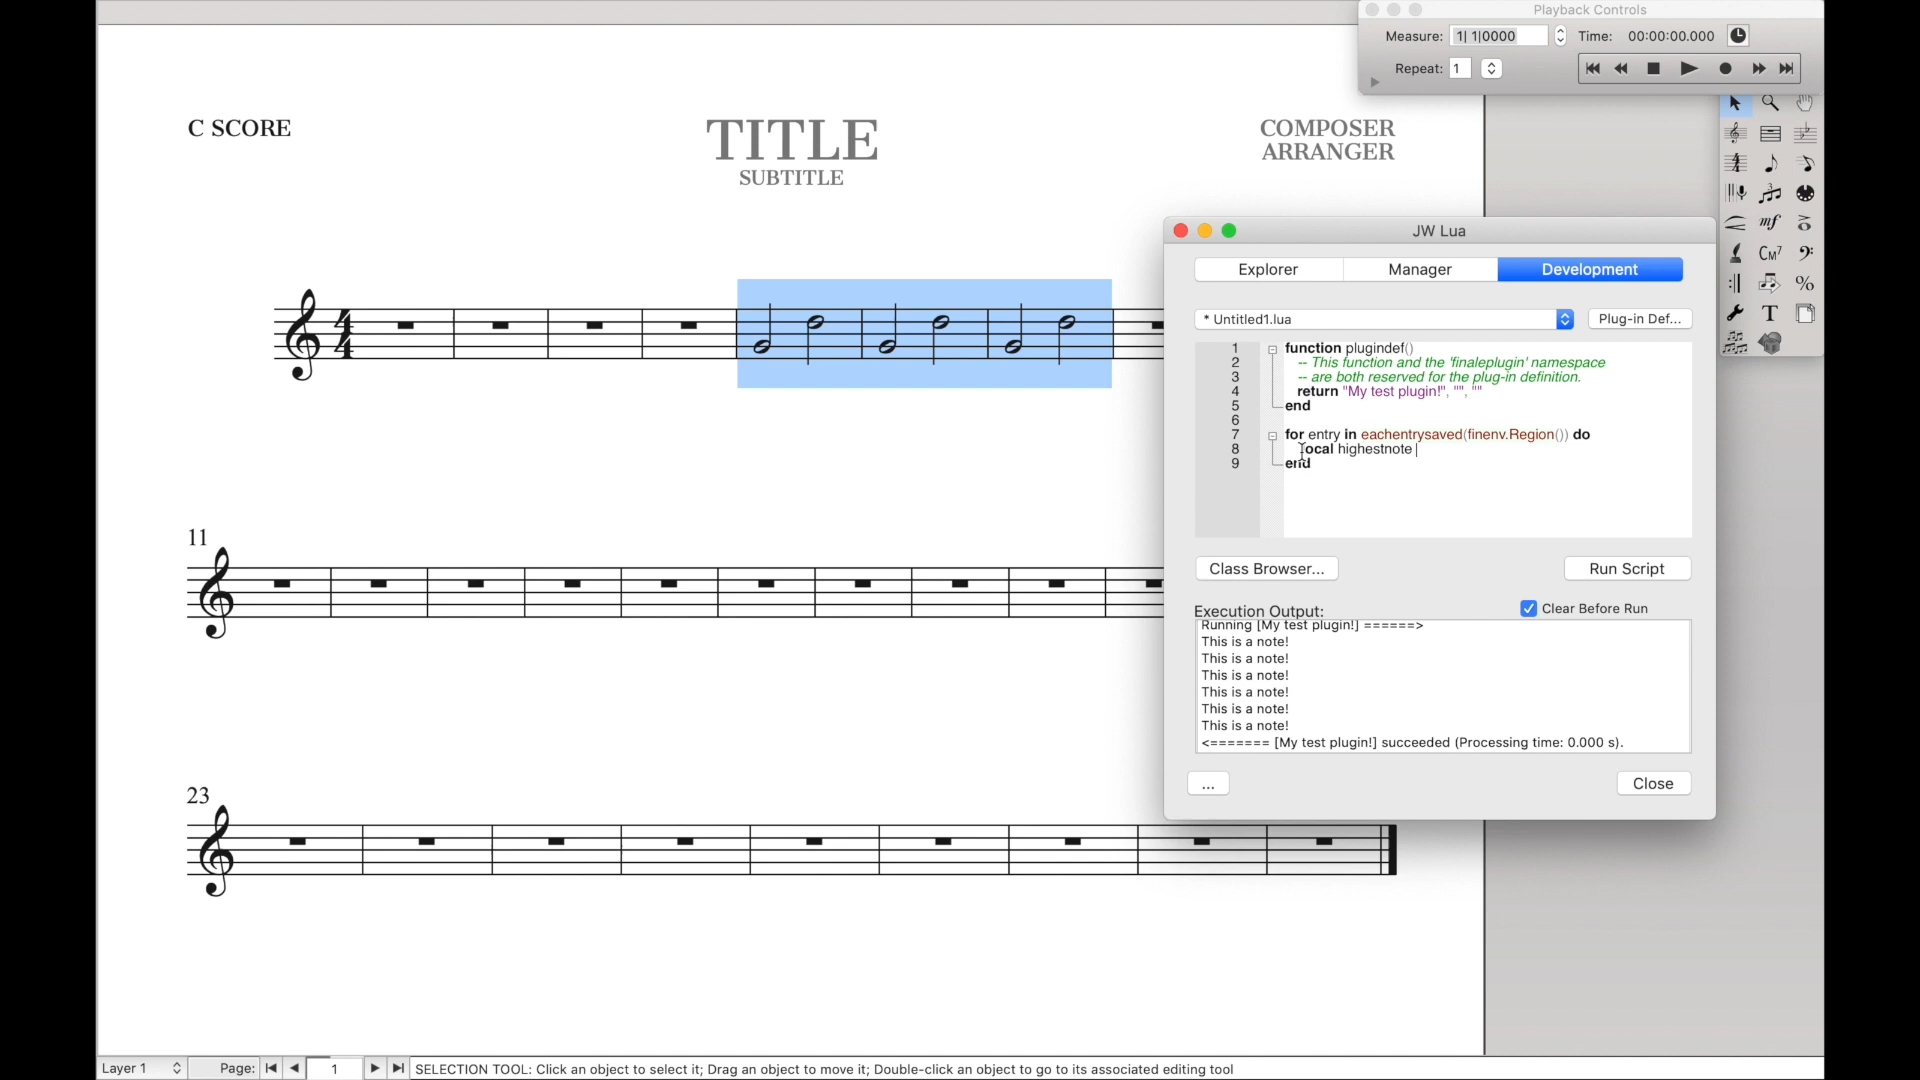 Playback Controls
Measure: 1| 1|0000 Time: 00:00:00.000
Repeat: 1
C SCORE
TITLE
SUBTITLE
COMPOSER
ARRANGER
mf
CM7
T
%
4
4
11
23
JW Lua
Explorer Manager Development
* Untitled1.lua Plug-in Def...
1 function plugindef()
2 -- This function and the 'finaleplugin' namespace
3 -- are both reserved for the plug-in definition.
4 return "My test plugin!", "", ""
5 end
6
7 for entry in eachentrysaved(finenv.Region()) do
8 local highestnote
9 end
Class Browser... Run Script
Execution Output: Clear Before Run
Running [My test plugin!] ======>
This is a note!
This is a note!
This is a note!
This is a note!
This is a note!
This is a note!
<======= [My test plugin!] succeeded (Processing time: 0.000 s).
... Close
Layer 1 Page: 1 SELECTION TOOL: Click an object to select it; Drag an object to move it; Double-click an object to go to its associated editing tool